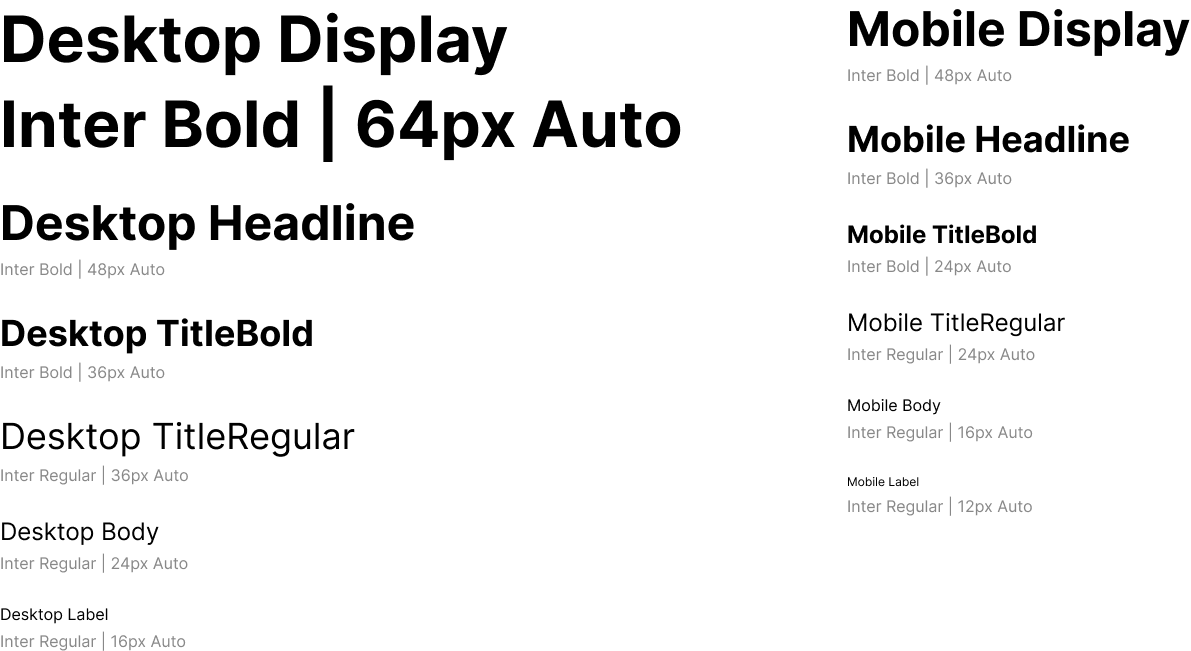 Desktop Display
Inter Bold | 64px Auto
Desktop Headline
Inter Bold | 48px Auto
Desktop TitleBold
Inter Bold | 36px Auto
Desktop TitleRegular
Inter Regular | 36px Auto
Desktop Body
Inter Regular | 24px Auto
Desktop Label
Inter Regular | 16px Auto
Mobile Display
Inter Bold | 48px Auto
Mobile Headline
Inter Bold | 36px Auto
Mobile TitleBold
Inter Bold | 24px Auto
Mobile TitleRegular
Inter Regular | 24px Auto
Mobile Body
Inter Regular | 16px Auto
Mobile Label
Inter Regular | 12px Auto